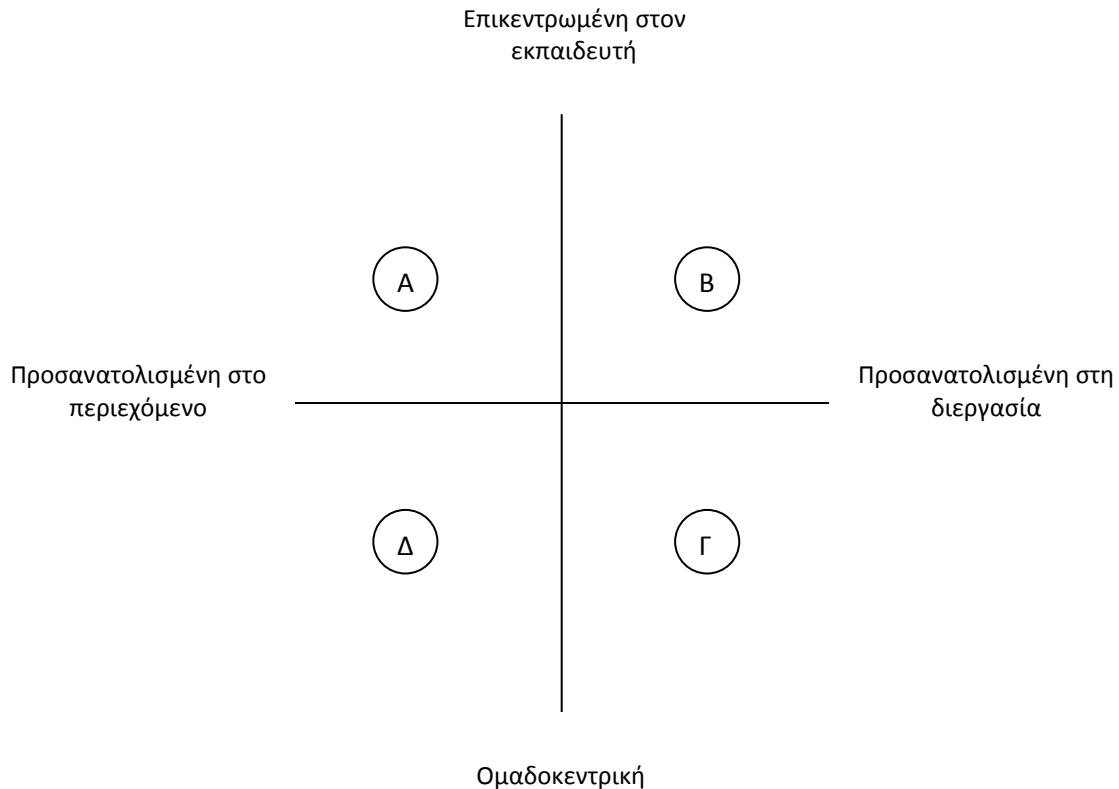 Επικεντρωμένη στον
εκπαιδευτή
Α
Β
Προσανατολισμένη στο
περιεχόμενο
Προσανατολισμένη στη
διεργασία
Δ
Γ
Ομαδοκεντρική